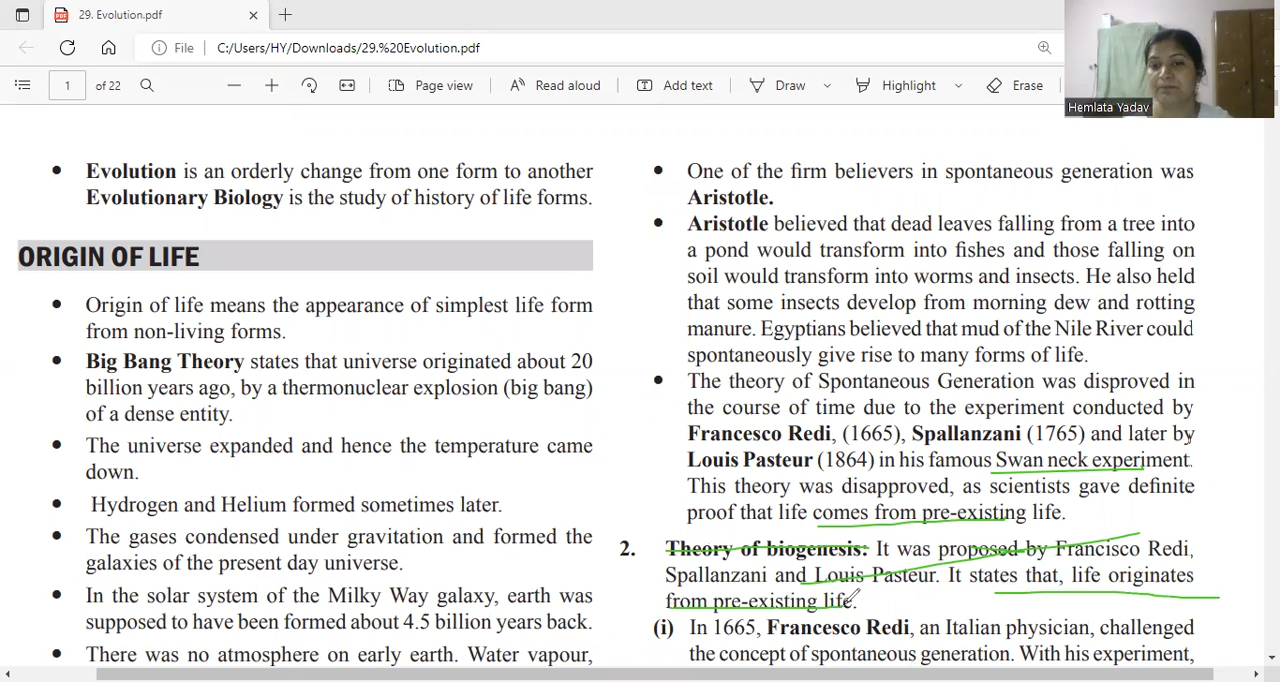 29. Evolution.pdf
File
C:/Users/HY/Downloads/29.%20Evolution.pdf
1
of 22
Page view
Read aloud
Add text
Draw
Highlight
Erase
Hemlata Yadav
• Evolution is an orderly change from one form to another
Evolutionary Biology is the study of history of life forms.
ORIGIN OF LIFE
• Origin of life means the appearance of simplest life form
from non-living forms.
• Big Bang Theory states that universe originated about 20
billion years ago, by a thermonuclear explosion (big bang)
of a dense entity.
• The universe expanded and hence the temperature came
down.
• Hydrogen and Helium formed sometimes later.
• The gases condensed under gravitation and formed the
galaxies of the present day universe.
• In the solar system of the Milky Way galaxy, earth was
supposed to have been formed about 4.5 billion years back.
• There was no atmosphere on early earth. Water vapour,
• One of the firm believers in spontaneous generation was
Aristotle.
• Aristotle believed that dead leaves falling from a tree into
a pond would transform into fishes and those falling on
soil would transform into worms and insects. He also held
that some insects develop from morning dew and rotting
manure. Egyptians believed that mud of the Nile River could
spontaneously give rise to many forms of life.
• The theory of Spontaneous Generation was disproved in
the course of time due to the experiment conducted by
Francesco Redi, (1665), Spallanzani (1765) and later by
Louis Pasteur (1864) in his famous Swan neck experiment.
This theory was disapproved, as scientists gave definite
proof that life comes from pre-existing life.
2. Theory of biogenesis: It was proposed by Francisco Redi,
Spallanzani and Louis Pasteur. It states that, life originates
from pre-existing life.
(i) In 1665, Francesco Redi, an Italian physician, challenged
the concept of spontaneous generation. With his experiment,